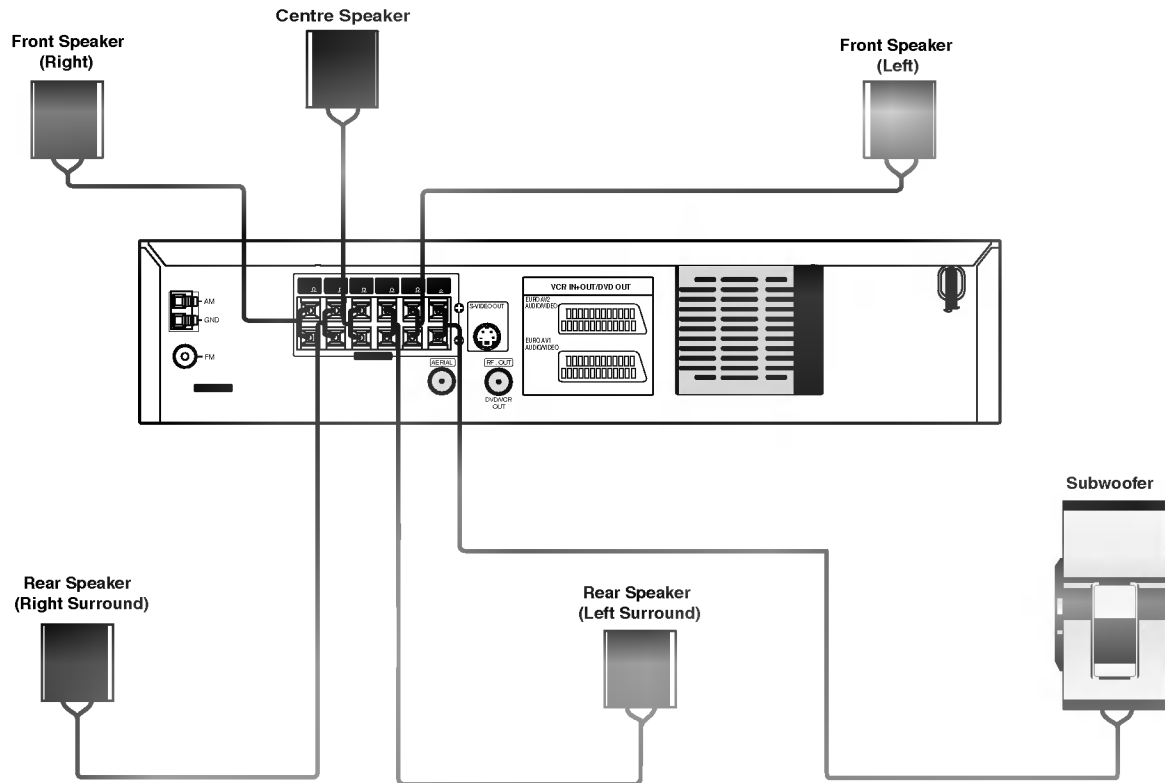 Centre Speaker
Front Speaker
(Right)
Front Speaker
(Left)
AM
GND
FM
S-VIDEO OUT
VCR IN+OUT/DVD OUT
EURO AV2
AUDIO/VIDEO
EURO AV1
AUDIO/VIDEO
AERIAL
RF. OUT
DVD/VCR
OUT
Subwoofer
Rear Speaker
(Right Surround)
Rear Speaker
(Left Surround)